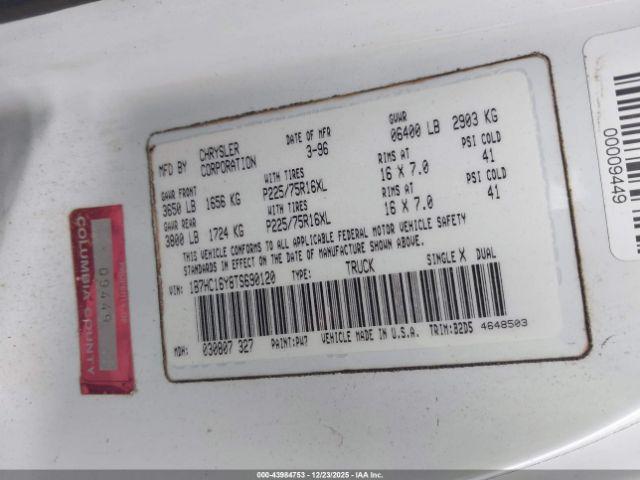 MFD BY CHRYSLER CORPORATION
DATE OF MFR 3-96
GVWR 06400 LB 2903 KG
GAWR FRONT 3650 LB 1656 KG
WITH TIRES P225/75R16XL
RIMS AT 16 X 7.0
PSI COLD 41
GAWR REAR 3800 LB 1724 KG
WITH TIRES P225/75R16XL
RIMS AT 16 X 7.0
PSI COLD 41
THIS VEHICLE CONFORMS TO ALL APPLICABLE FEDERAL MOTOR VEHICLE SAFETY
STANDARDS IN EFFECT ON THE DATE OF MANUFACTURE SHOWN ABOVE.
VIN: 1B7HC16Y8TS690120 TYPE: TRUCK SINGLE X DUAL
MDH: 030807 327 PAINT: PW7 VEHICLE MADE IN U.S.A. TRIM: B2D5 4648503
PROPERTY OF
09449
COLUMBIA COUNTY
00009449
000-43984753 - 12/23/2025 - IAA Inc.